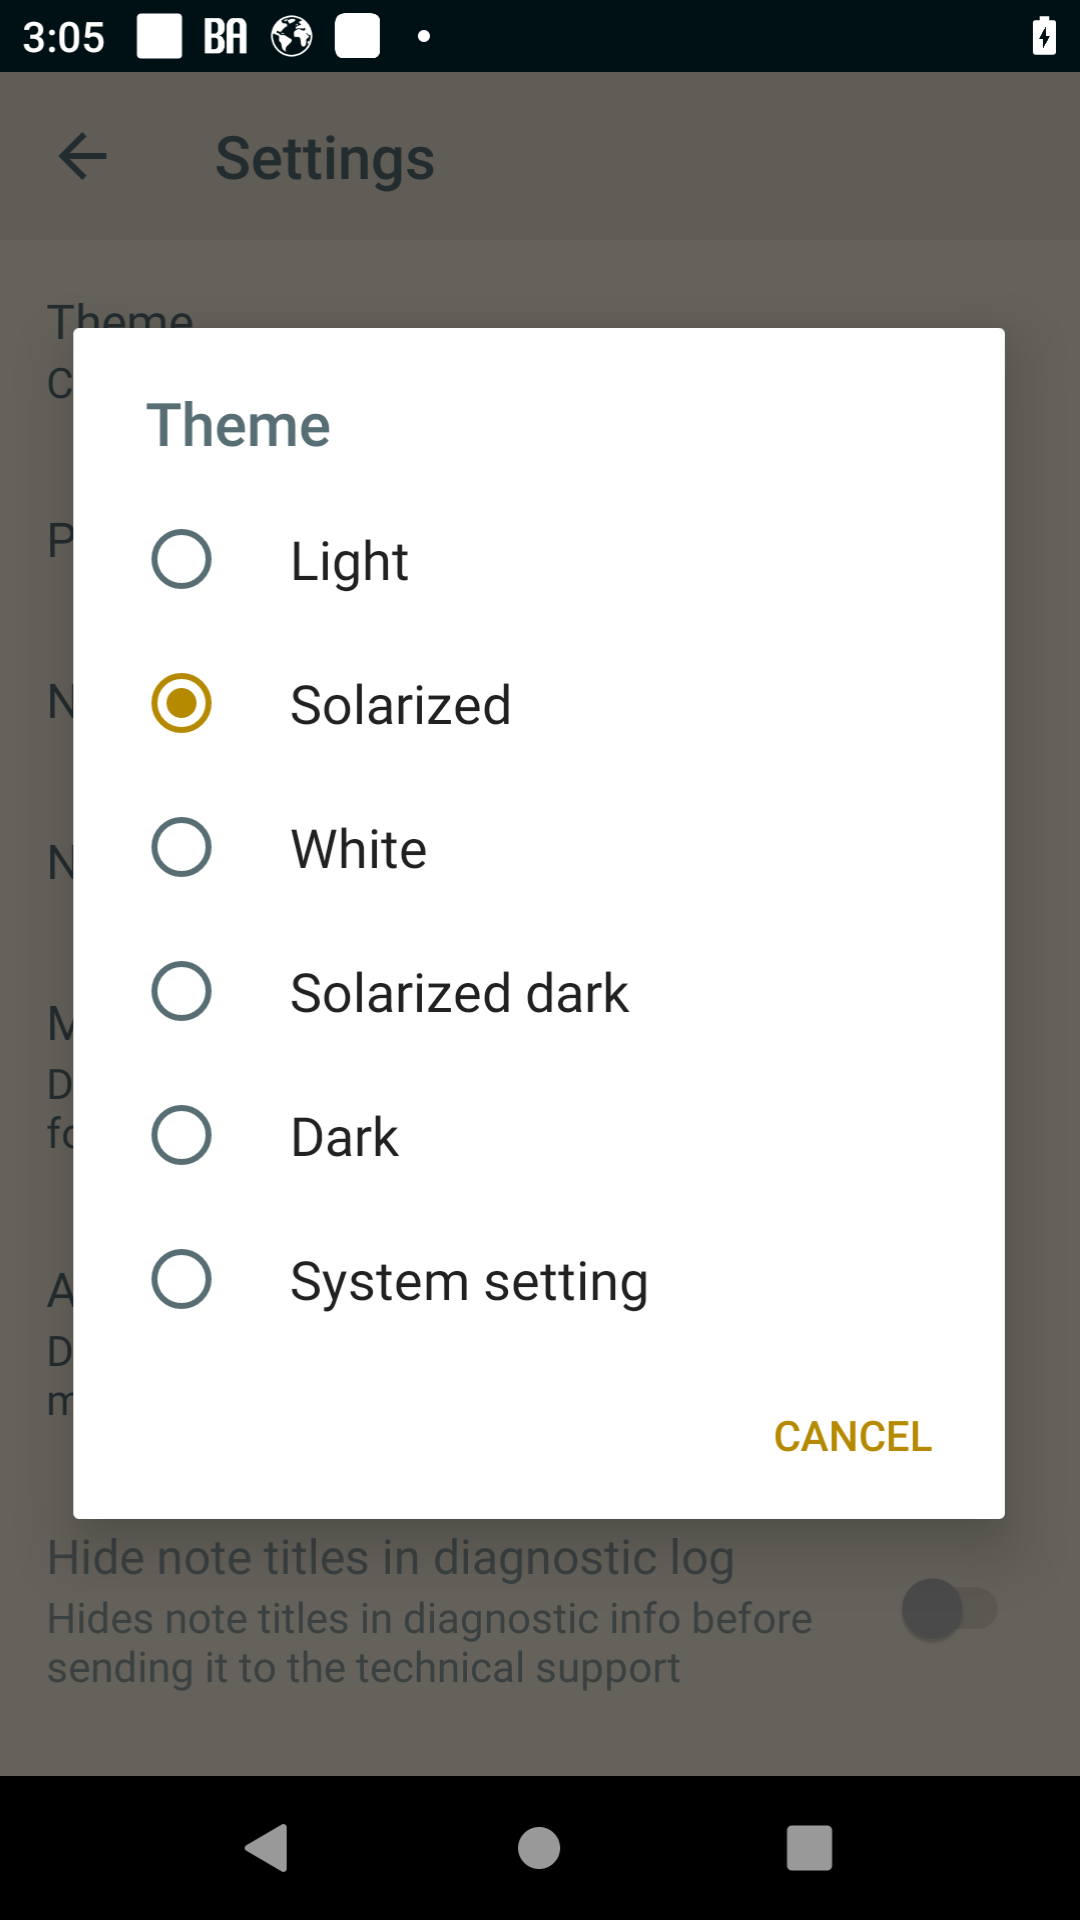 3:05 BA
Settings
Theme
Theme
Light
Solarized
White
Solarized dark
Dark
System setting
CANCEL
Hide note titles in diagnostic log
Hides note titles in diagnostic info before
sending it to the technical support